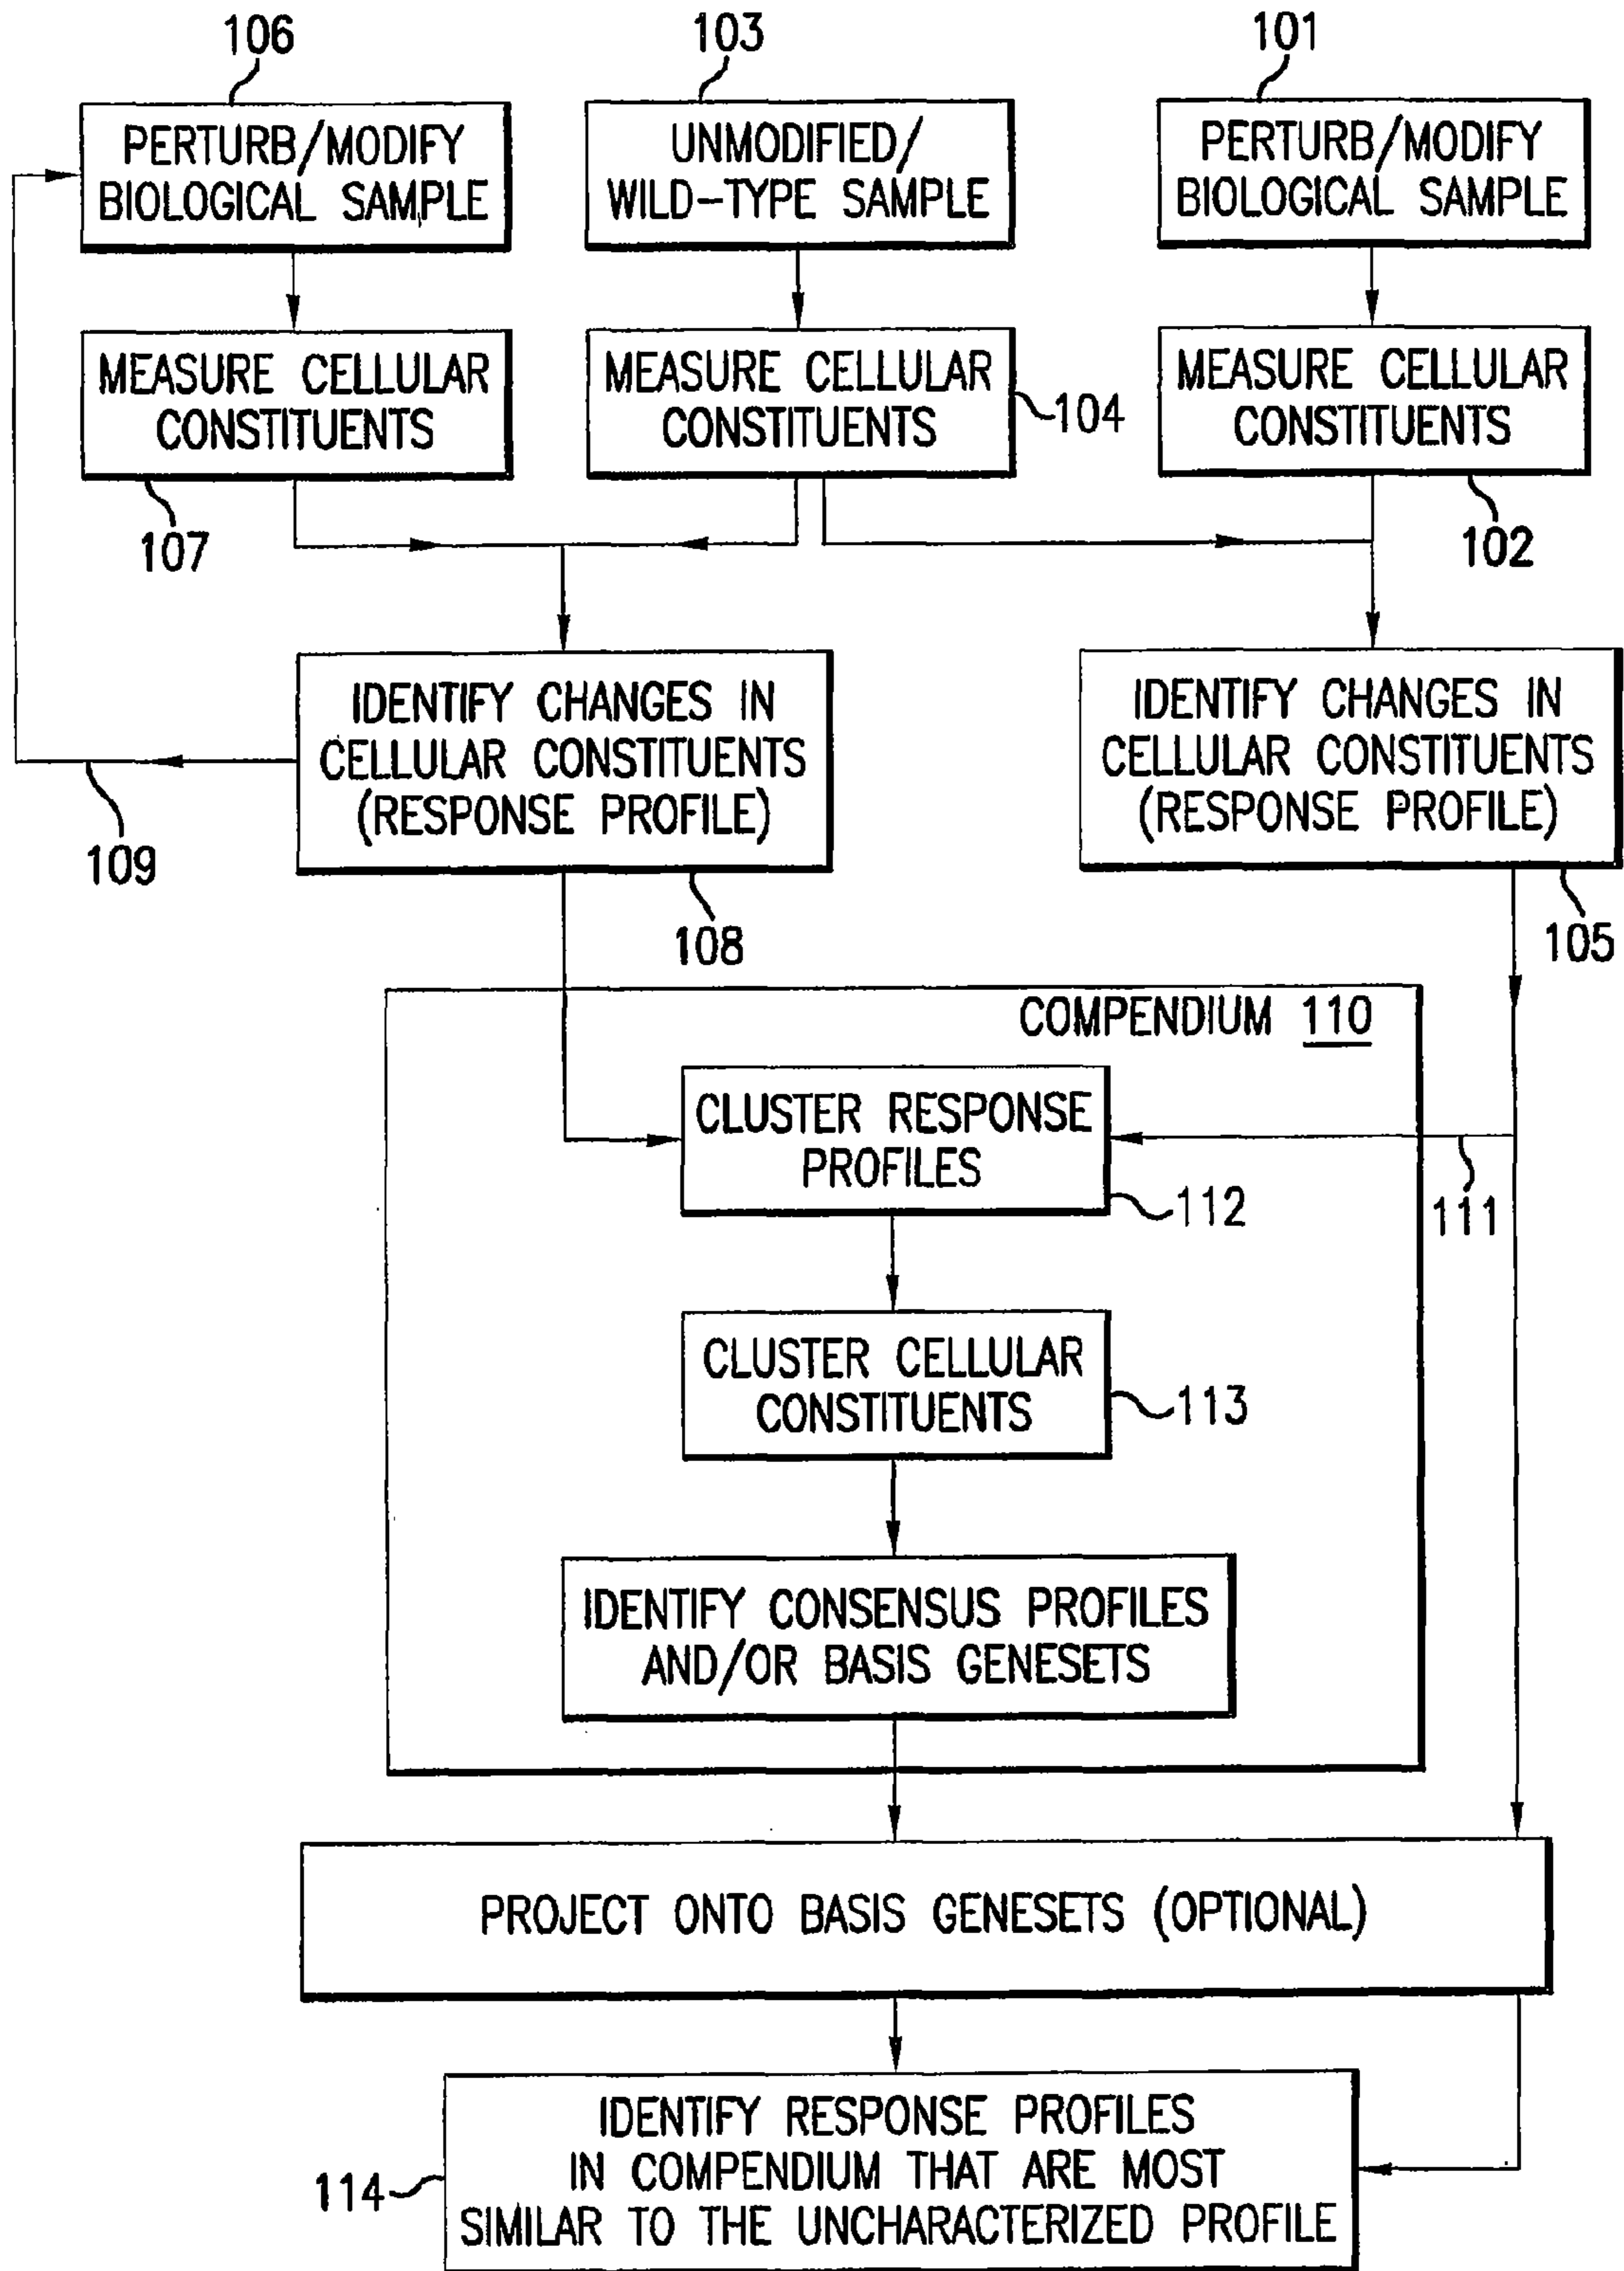 106
103
101
PERTURB/MODIFY
BIOLOGICAL SAMPLE
UNMODIFIED/
WILD-TYPE SAMPLE
PERTURB/MODIFY
BIOLOGICAL SAMPLE
MEASURE CELLULAR
CONSTITUENTS
MEASURE CELLULAR
CONSTITUENTS
104
MEASURE CELLULAR
CONSTITUENTS
107
102
IDENTIFY CHANGES IN
CELLULAR CONSTITUENTS
(RESPONSE PROFILE)
IDENTIFY CHANGES IN
CELLULAR CONSTITUENTS
(RESPONSE PROFILE)
109
108
105
COMPENDIUM 110
CLUSTER RESPONSE
PROFILES
112
111
CLUSTER CELLULAR
CONSTITUENTS
113
IDENTIFY CONSENSUS PROFILES
AND/OR BASIS GENESETS
PROJECT ONTO BASIS GENESETS (OPTIONAL)
IDENTIFY RESPONSE PROFILES
IN COMPENDIUM THAT ARE MOST
SIMILAR TO THE UNCHARACTERIZED PROFILE
114